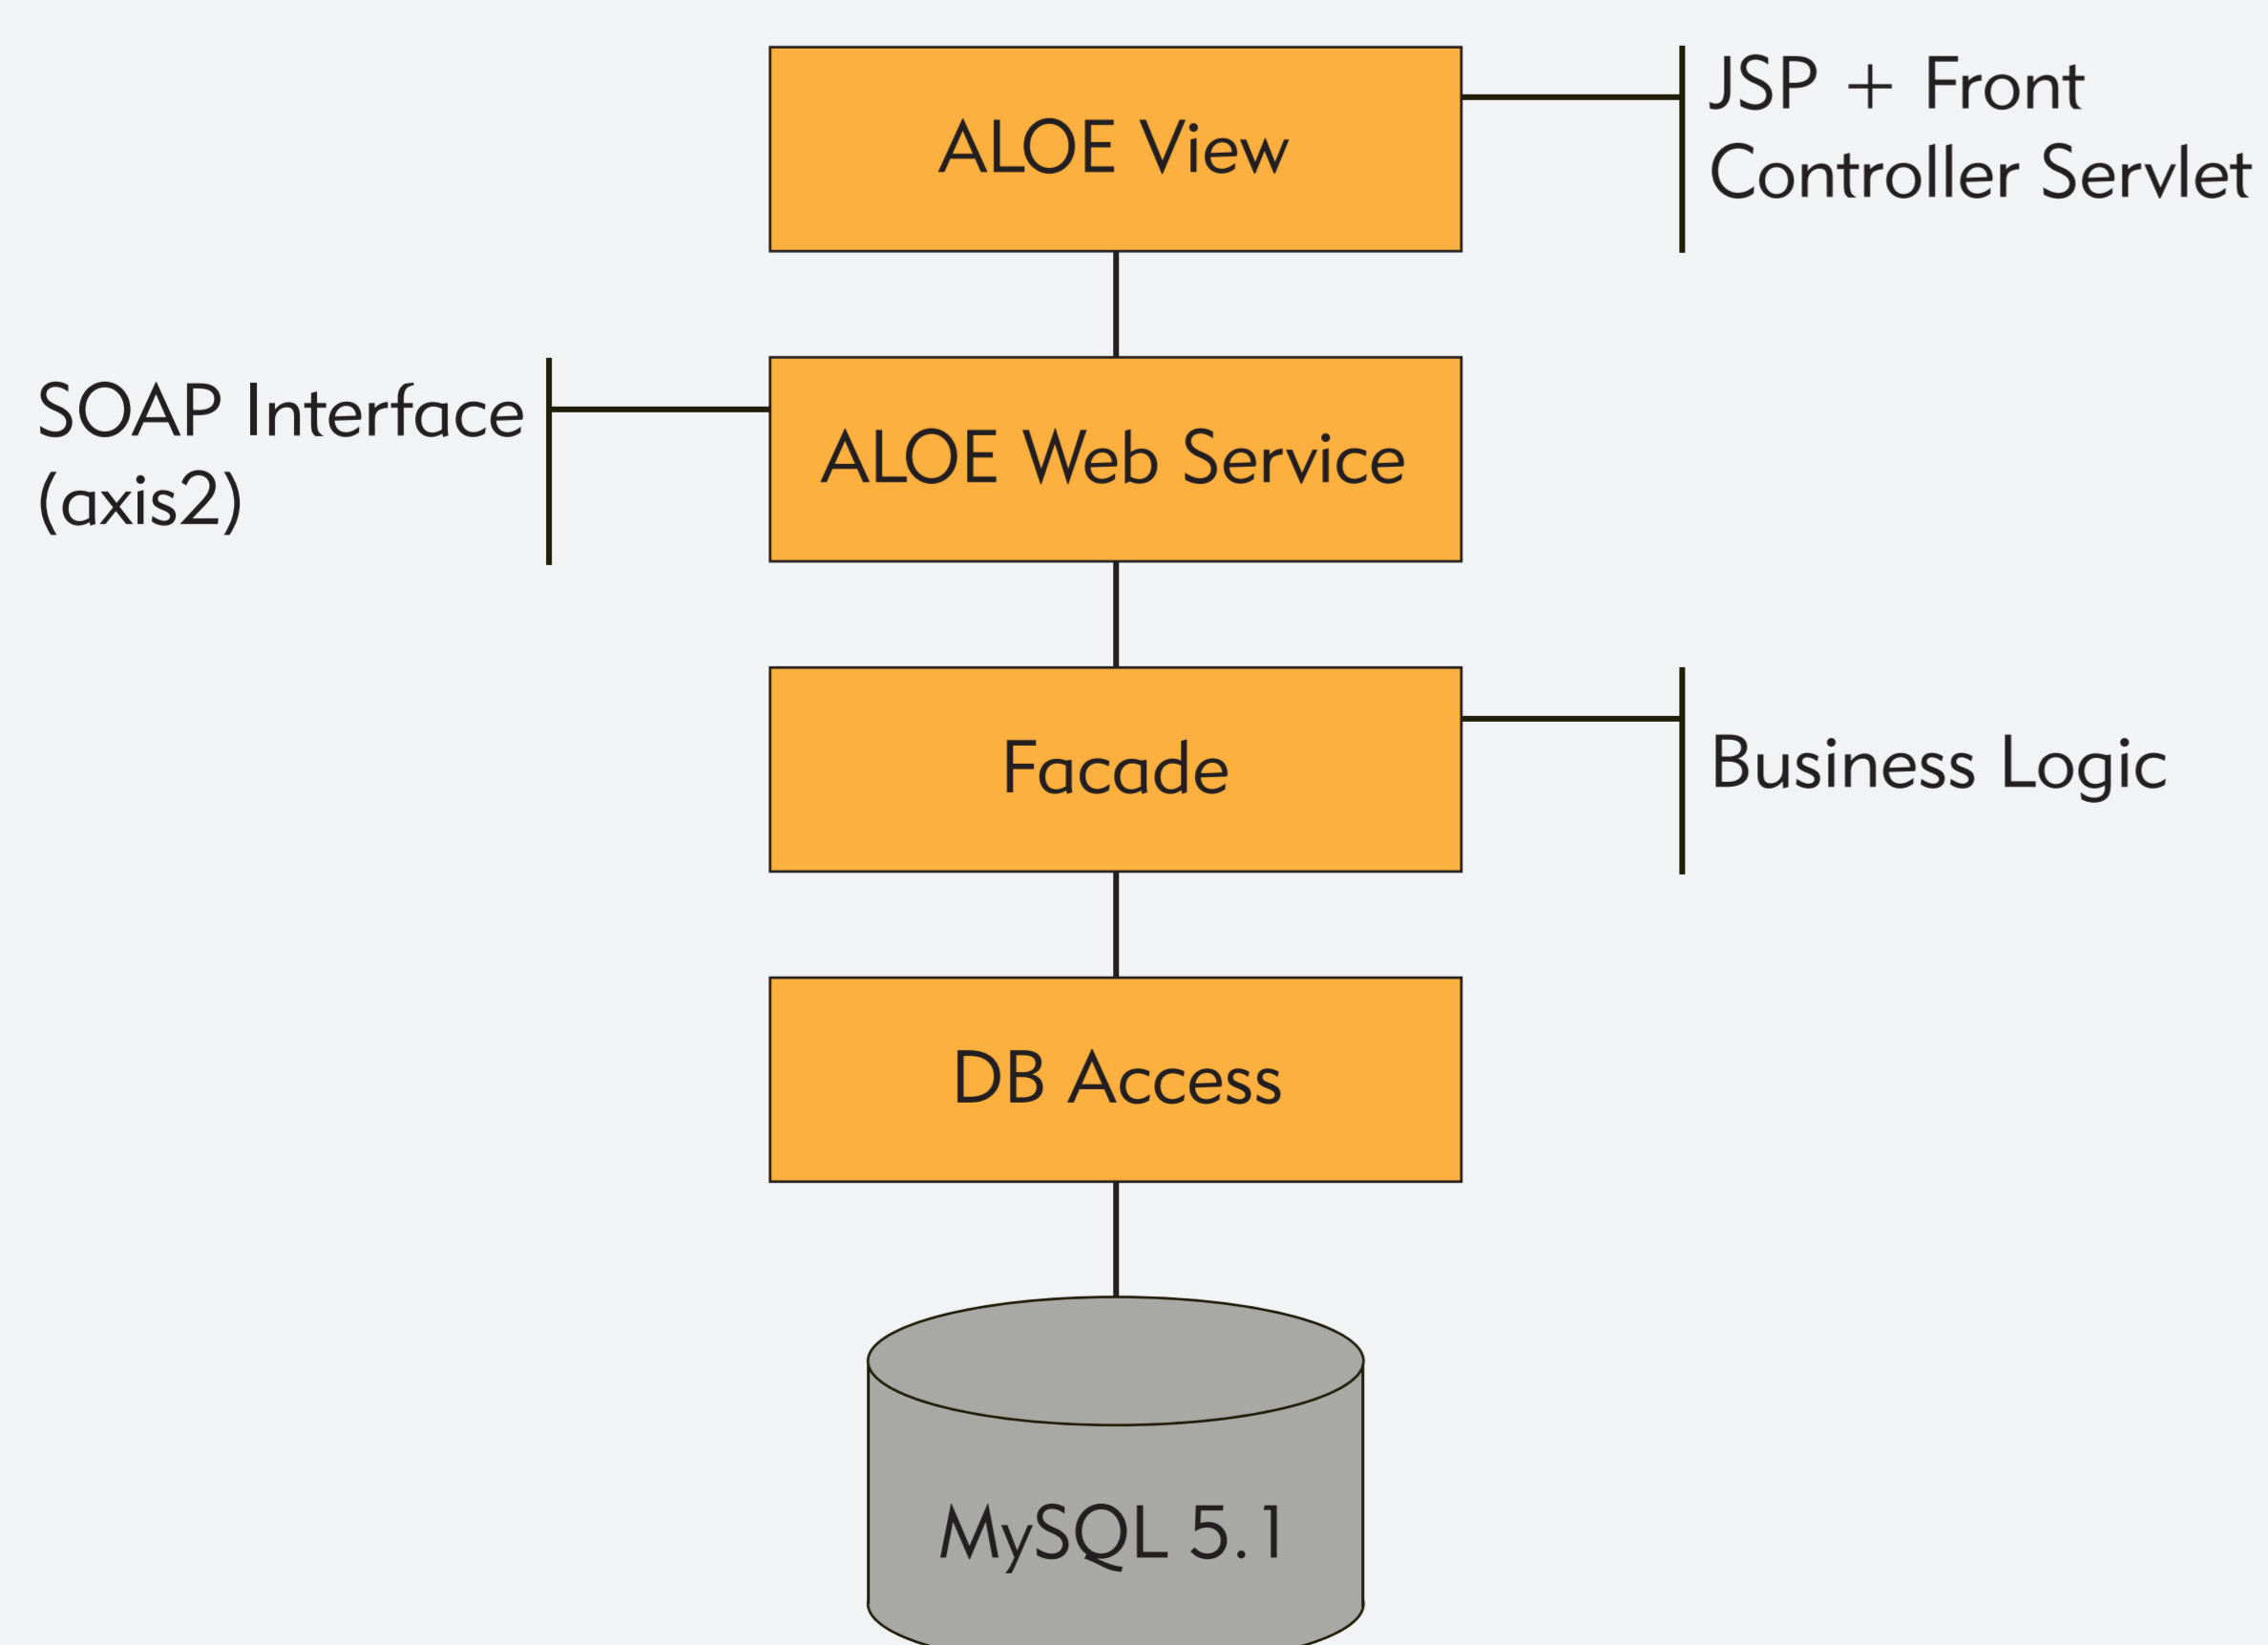 JSP + Front
Controller Servlet
ALOE View
SOAP Interface
(axis2)
ALOE Web Service
Facade
Business Logic
DB Access
MySQL 5.1